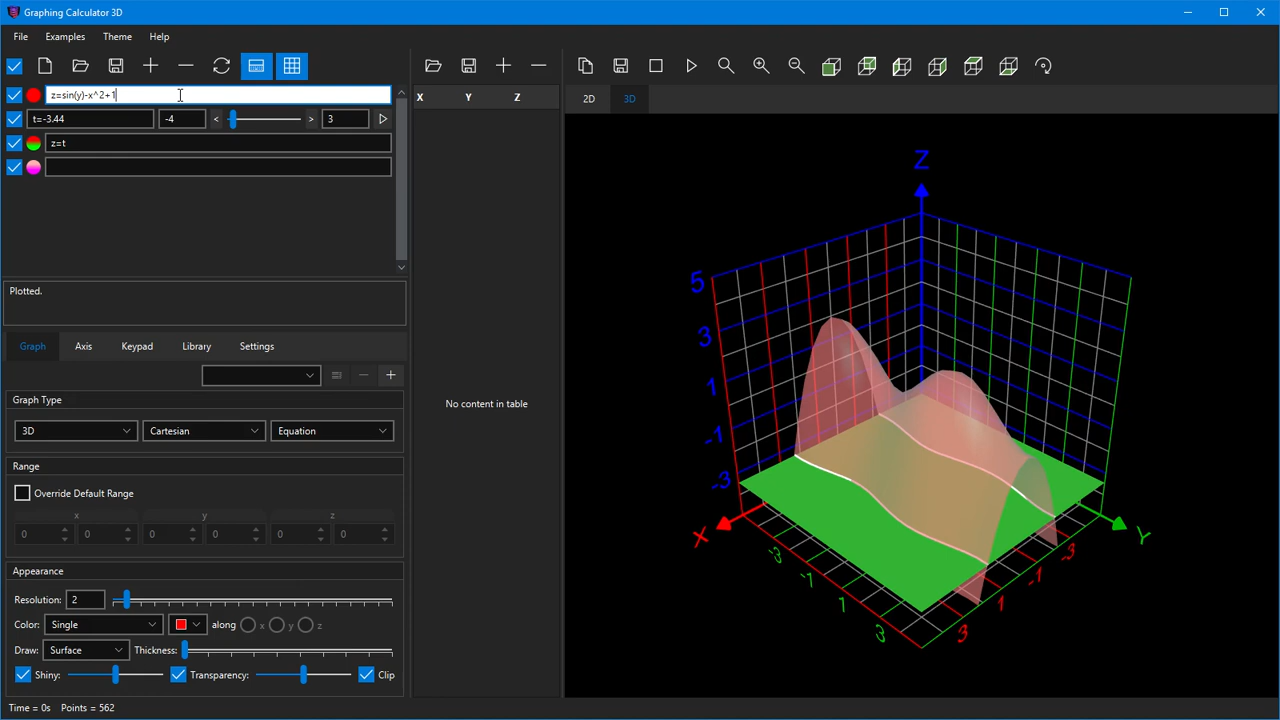 Graphing Calculator 3D
File Examples Theme Help
z=sin(y)-x^2+1
t=-3.44 -4 < > 3
z=t
Plotted.
Graph Axis Keypad Library Settings
Graph Type
3D Cartesian Equation
Range
Override Default Range
x y z
0 0 0 0 0 0
Appearance
Resolution: 2
Color: Single along x y z
Draw: Surface Thickness:
Shiny: Transparency: Clip
Time = 0s Points = 562
X Y Z
No content in table
2D 3D
Z
5
3
1
-1
-3
X
Y
-3
-1
1
3
-3
-1
1
3